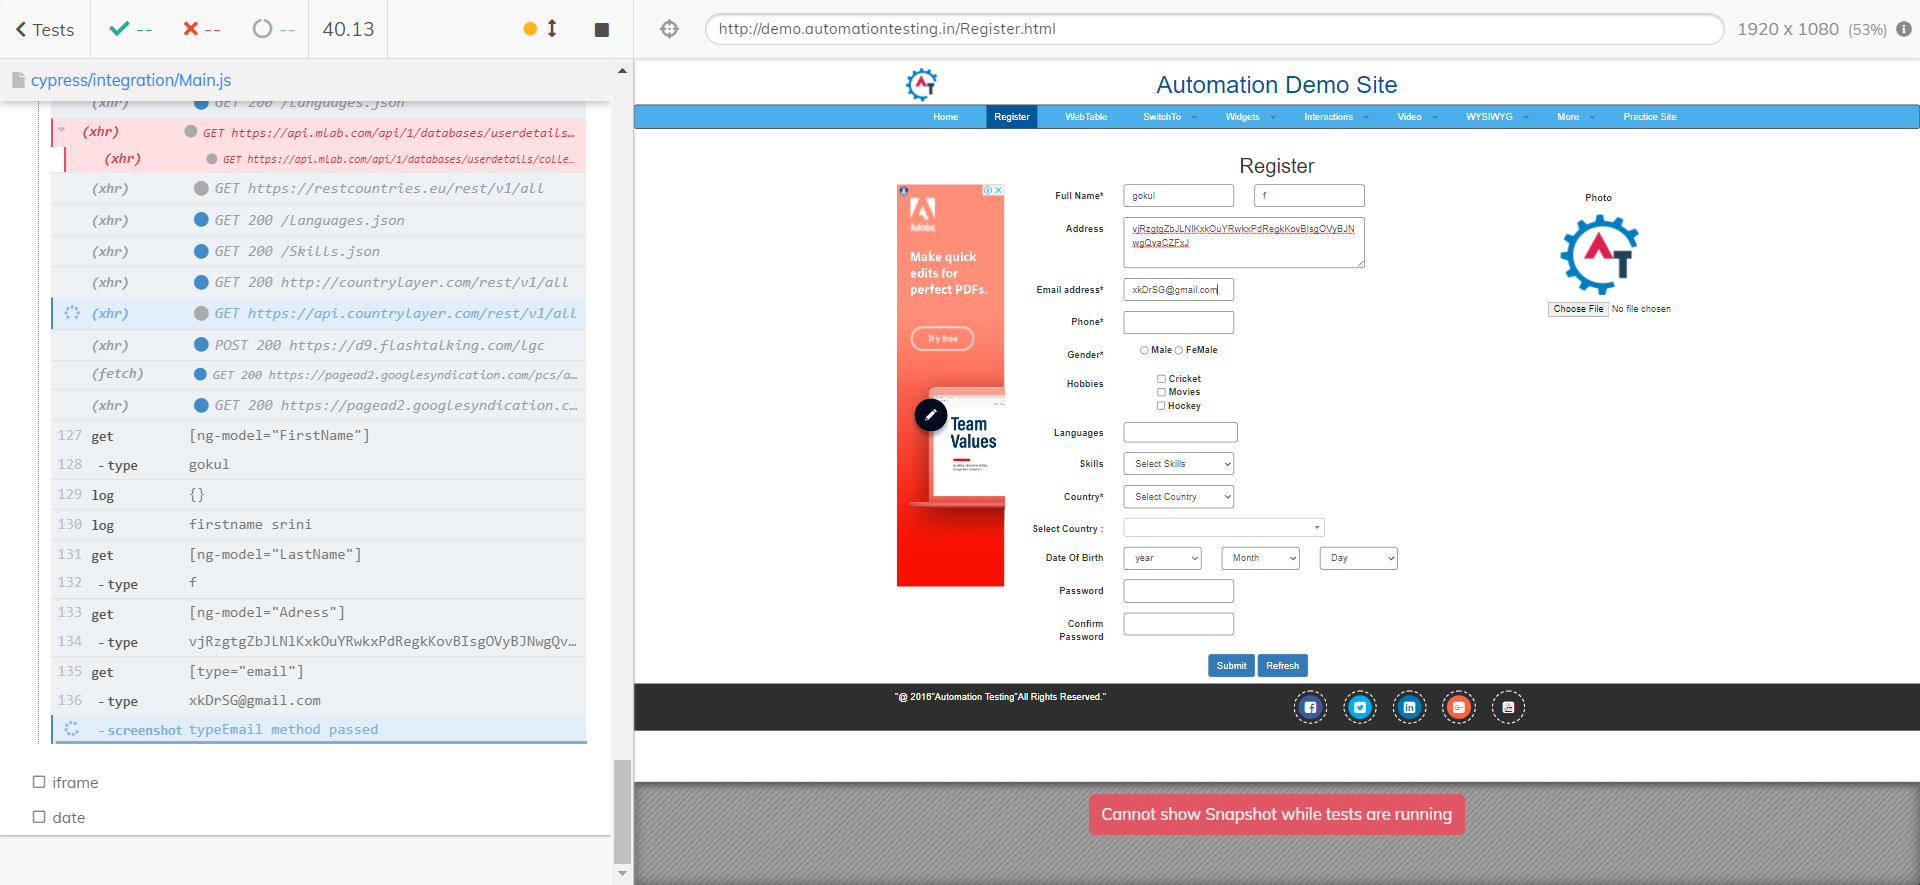 Tests
--
--
--
40.13
http://demo.automationtesting.in/Register.html
1920 x 1080 (53%)
cypress/integration/Main.js
(xhr) GET 200 /Languages.json
(xhr) GET https://api.mlab.com/api/1/databases/userdetails…
(xhr) GET https://api.mlab.com/api/1/databases/userdetails/colle…
(xhr) GET https://restcountries.eu/rest/v1/all
(xhr) GET 200 /Languages.json
(xhr) GET 200 /Skills.json
(xhr) GET 200 http://countrylayer.com/rest/v1/all
(xhr) GET https://api.countrylayer.com/rest/v1/all
(xhr) POST 200 https://d9.flashtalking.com/lgc
(fetch) GET 200 https://pagead2.googlesyndication.com/pcs/a…
(xhr) GET 200 https://pagead2.googlesyndication.c…
127 get [ng-model="FirstName"]
128 -type gokul
129 log {}
130 log firstname srini
131 get [ng-model="LastName"]
132 -type f
133 get [ng-model="Adress"]
134 -type vjRzgtgZbJLNlKxkOuYRwkxPdRegkKovBIsgOVyBJNwgQv…
135 get [type="email"]
136 -type xkDrSG@gmail.com
-screenshot typeEmail method passed
iframe
date
AT
Automation Demo Site
Home Register WebTable SwitchTo Widgets Interactions Video WYSIWYG More Practice Site
Register
Adobe
Make quick
edits for
perfect PDFs.
Try free
Team
Values
Full Name* gokul f
Address vjRzgtgZbJLNlKxkOuYRwkxPdRegkKovBIsgOVyBJN
wgQvaCZFxJ
Email address* xkDrSG@gmail.com
Phone*
Gender* Male FeMale
Hobbies Cricket
Movies
Hockey
Languages
Skills Select Skills
Country* Select Country
Select Country :
Date Of Birth year Month Day
Password
Confirm
Password
Submit Refresh
Photo
AT
Choose File No file chosen
"@ 2016"Automation Testing"All Rights Reserved."
Cannot show Snapshot while tests are running